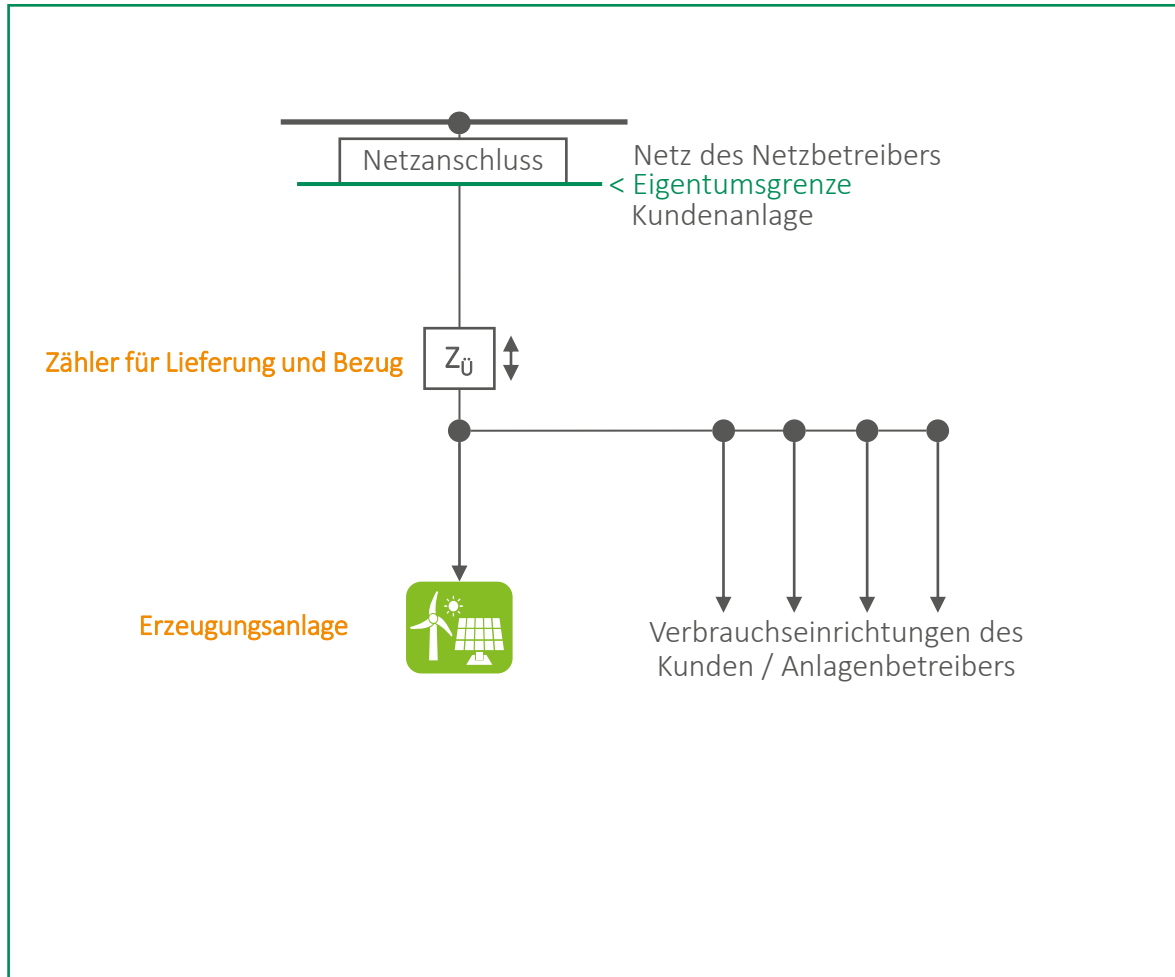 Netzanschluss
Netz des Netzbetreibers
< Eigentumsgrenze
Kundenanlage
Zähler für Lieferung und Bezug
ZÜ
Erzeugungsanlage
Verbrauchseinrichtungen des
Kunden / Anlagenbetreibers